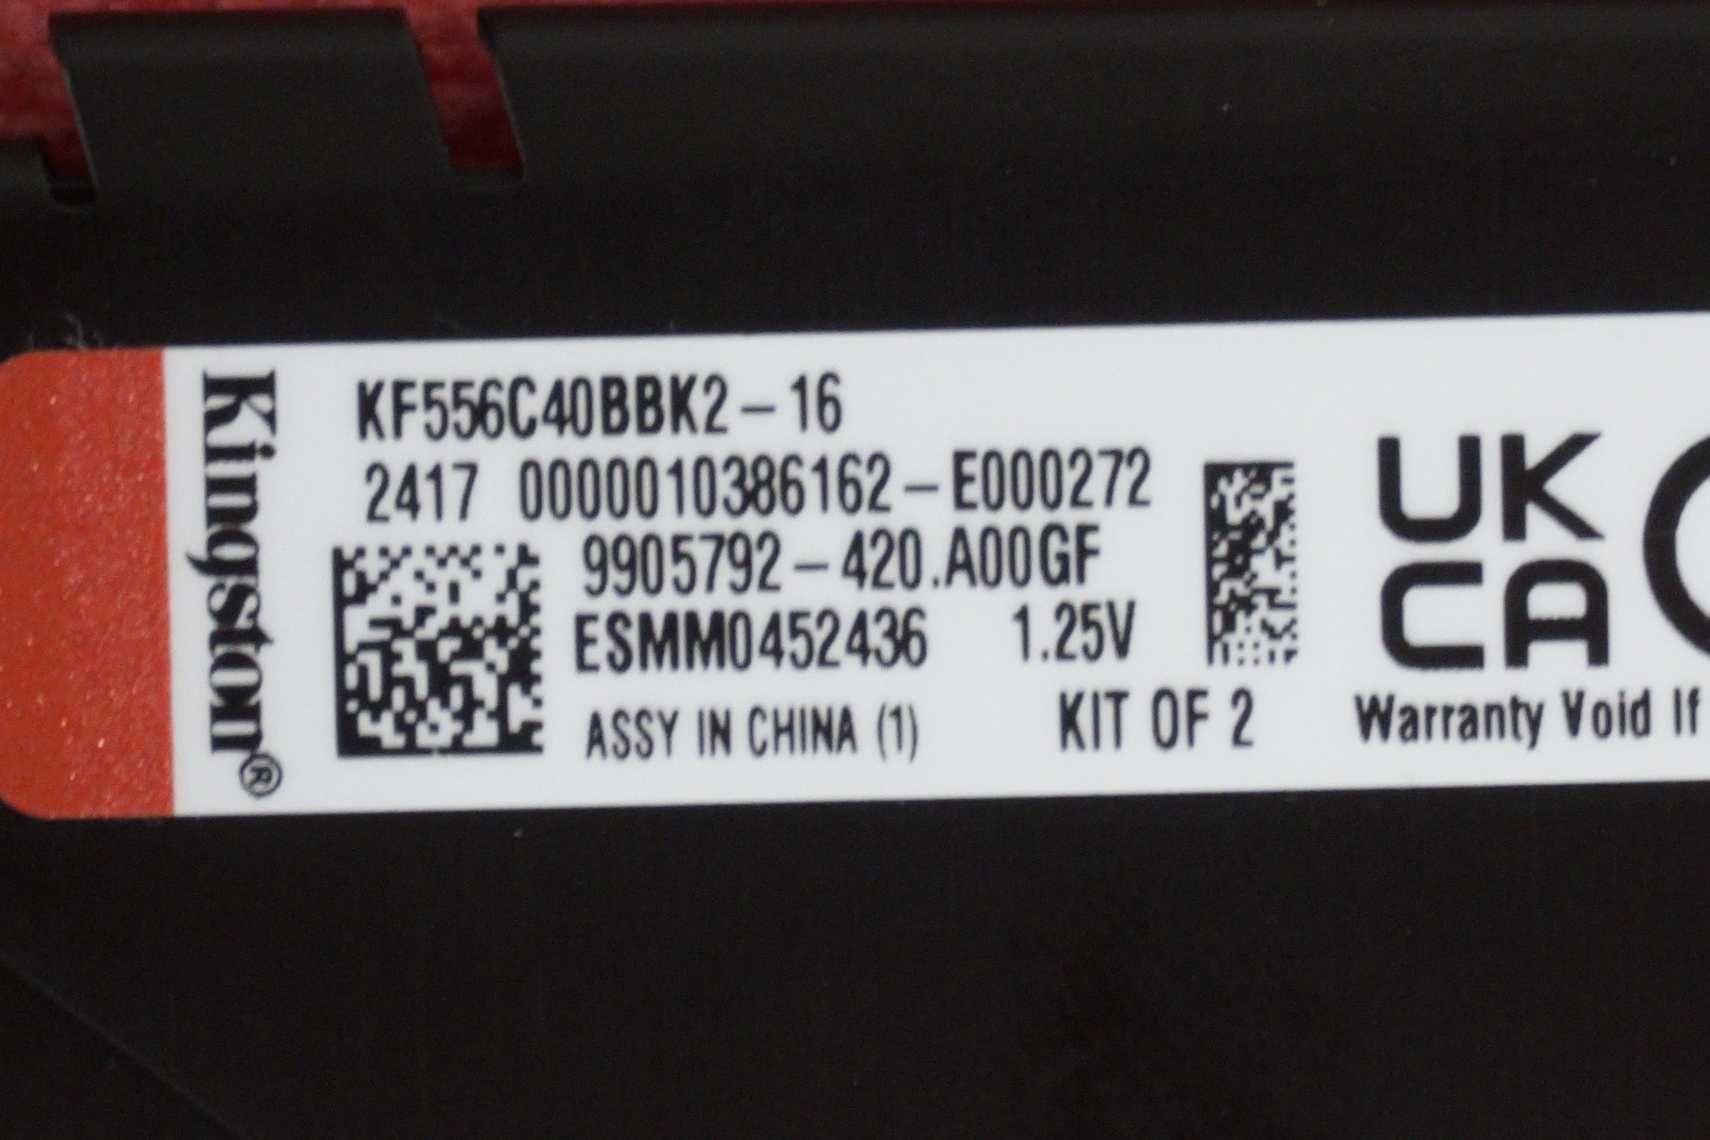 Kingston®
KF556C40BBK2-16
2417 0000010386162-E000272
9905792-420.A00GF
ESMM0452436 1.25V
ASSY IN CHINA (1) KIT OF 2
UK
CA
Warranty Void If